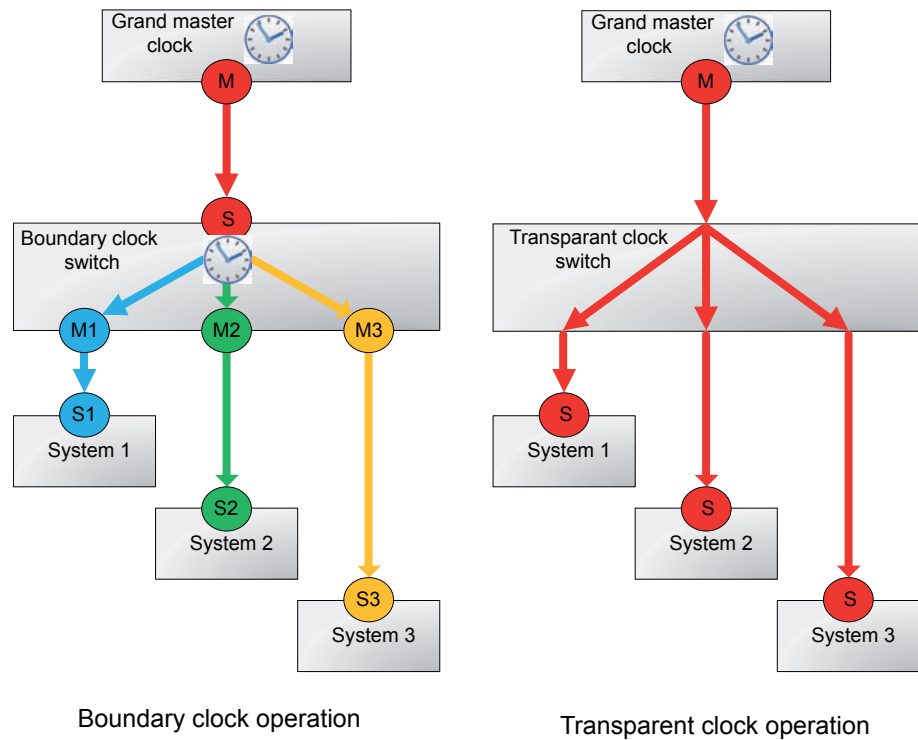 Grand master
clock
M
S
Boundary clock
switch
M1
M2
M3
S1
System 1
S2
System 2
S3
System 3
Boundary clock operation
Grand master
clock
M
Transparant clock
switch
S
System 1
S
System 2
S
System 3
Transparent clock operation